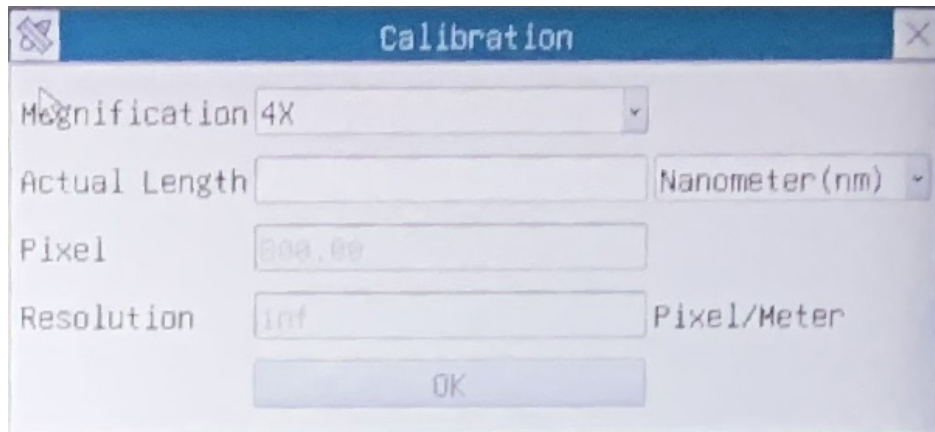 Calibration
Magnification 4X
Actual Length Nanometer(nm)
Pixel 800.00
Resolution inf Pixel/Meter
OK